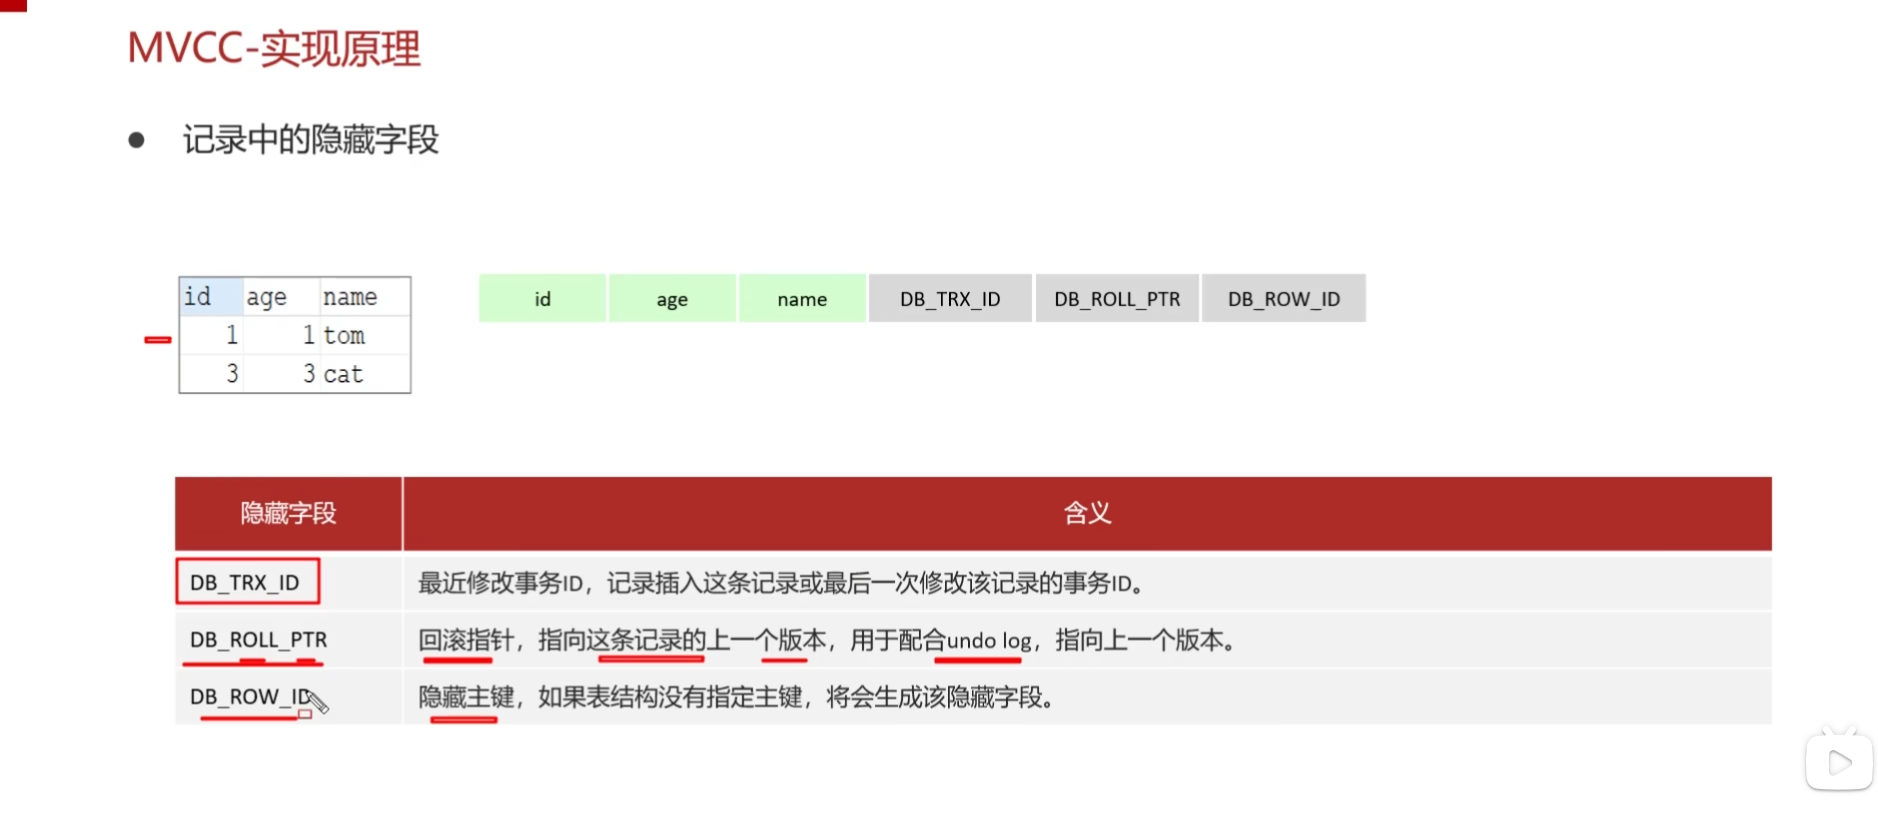 MVCC-实现原理
● 记录中的隐藏字段
id age name
1 1 tom
3 3 cat
id age name DB_TRX_ID DB_ROLL_PTR DB_ROW_ID
隐藏字段 含义
DB_TRX_ID 最近修改事务ID，记录插入这条记录或最后一次修改该记录的事务ID。
DB_ROLL_PTR 回滚指针，指向这条记录的上一个版本，用于配合undo log，指向上一个版本。
DB_ROW_ID 隐藏主键，如果表结构没有指定主键，将会生成该隐藏字段。